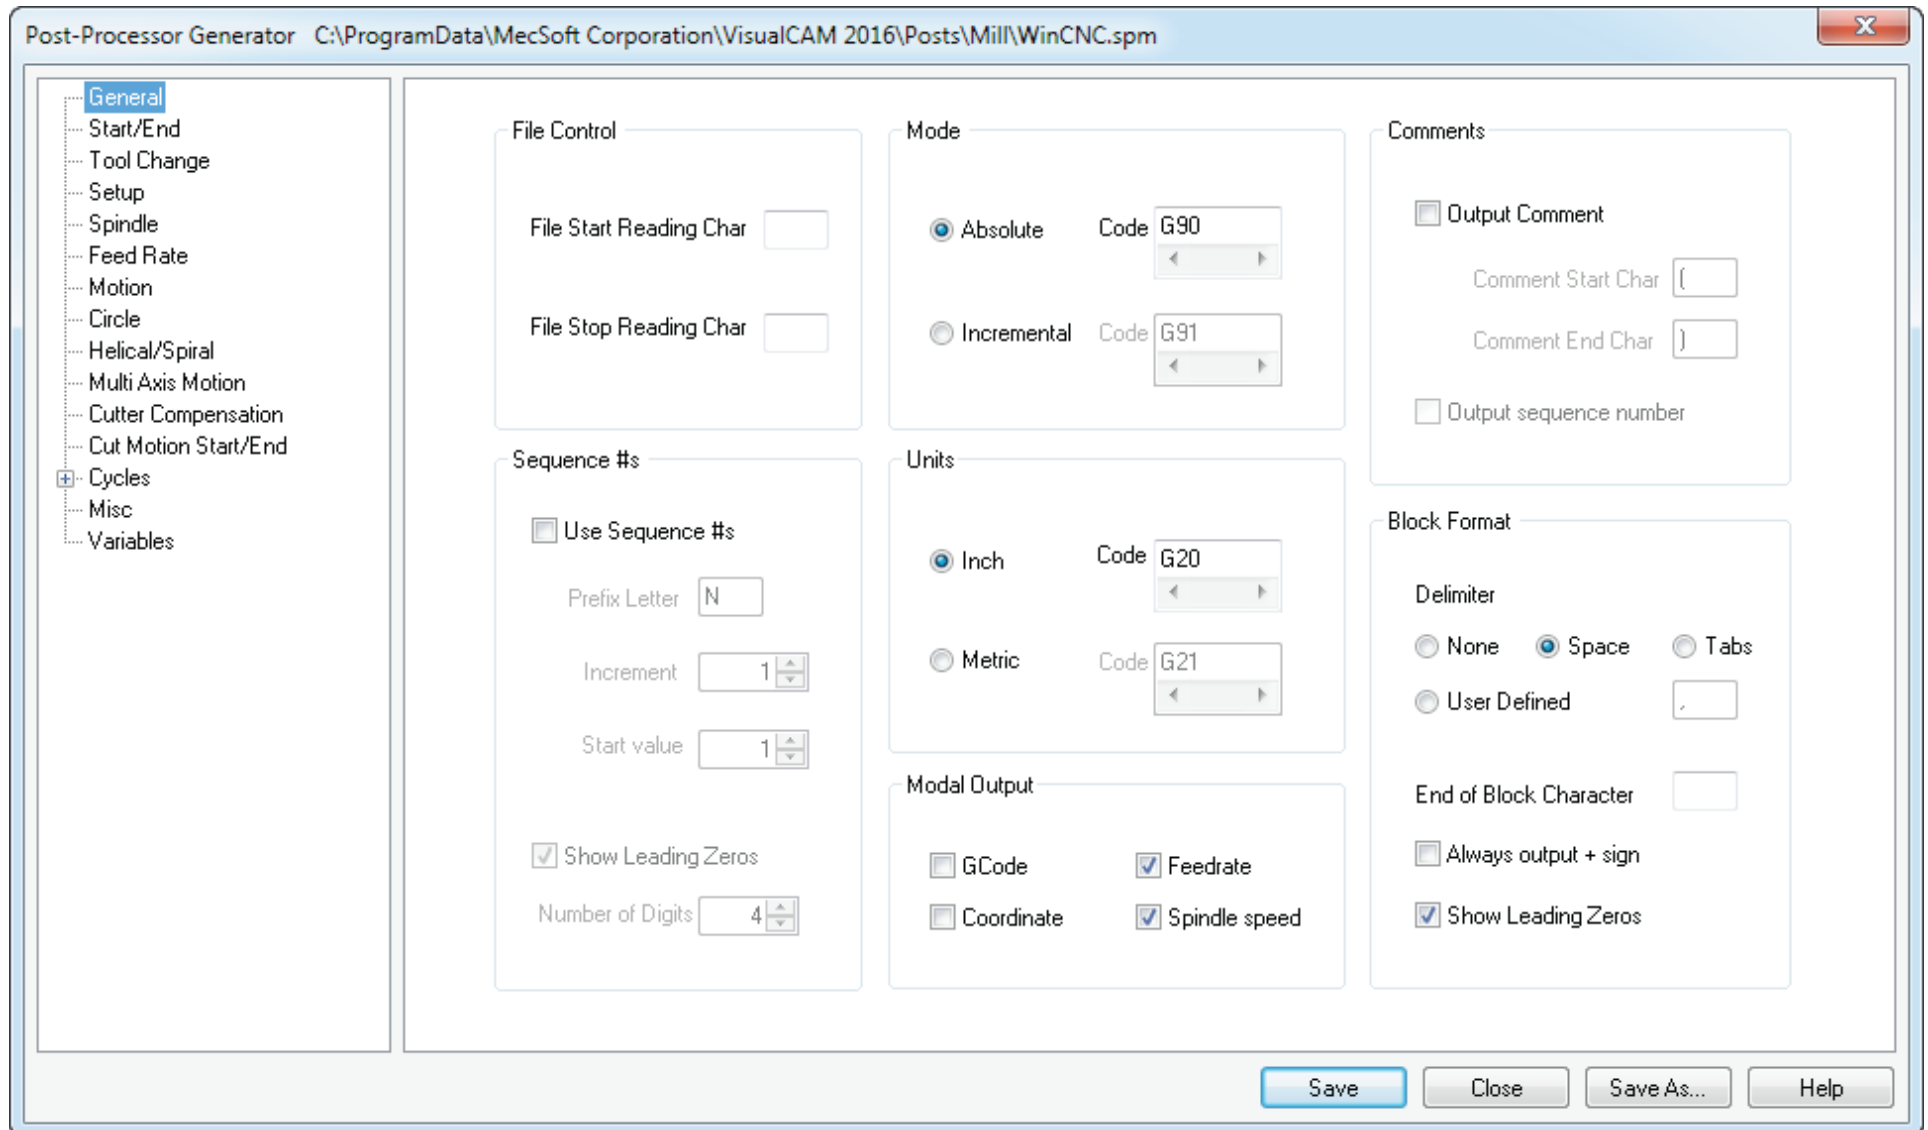 Post-Processor Generator C:\ProgramData\MecSoft Corporation\VisualCAM 2016\Posts\Mill\WinCNC.spm
General
Start/End
Tool Change
Setup
Spindle
Feed Rate
Motion
Circle
Helical/Spiral
Multi Axis Motion
Cutter Compensation
Cut Motion Start/End
Cycles
Misc
Variables
File Control
File Start Reading Char
File Stop Reading Char
Sequence #s
Use Sequence #s
Prefix Letter N
Increment 1
Start value 1
Show Leading Zeros
Number of Digits 4
Mode
Absolute Code G90
Incremental Code G91
Units
Inch Code G20
Metric Code G21
Modal Output
GCode Feedrate
Coordinate Spindle speed
Comments
Output Comment
Comment Start Char (
Comment End Char )
Output sequence number
Block Format
Delimiter
None Space Tabs
User Defined ,
End of Block Character
Always output + sign
Show Leading Zeros
Save Close Save As... Help